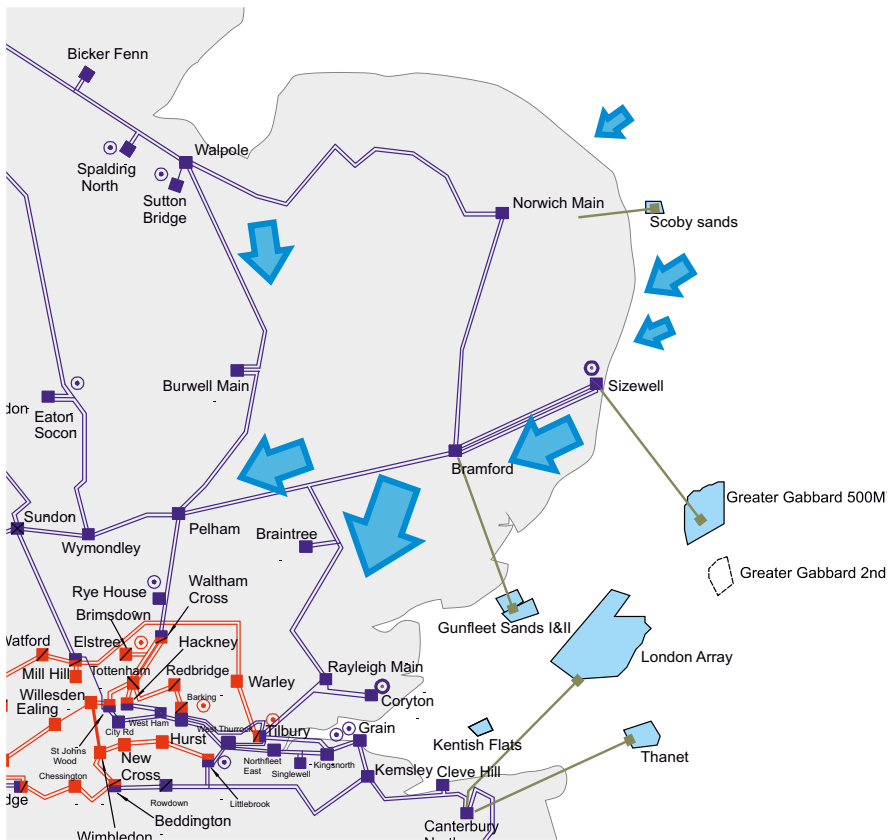 Bicker Fenn
Walpole
Spalding
North
Sutton
Bridge
Norwich Main
Scoby sands
Burwell Main
Sizewell
don
Eaton
Socon
Bramford
Greater Gabbard 500M
Sundon
Pelham
Wymondley
Braintree
Waltham
Cross
Greater Gabbard 2nd
Rye House
Brimsdown
Gunfleet Sands I&II
Watford
Elstree
Hackney
London Array
Mill Hill
Tottenham
Redbridge
Rayleigh Main
Warley
Willesden
Barking
Coryton
Ealing
West Ham
City Rd
West Thurrock
Tilbury
Grain
Kentish Flats
Thanet
St Johns
Wood
Hurst
New
Cross
Northfleet
East
Singlewell
Kingsnorth
Kemsley
Cleve Hill
Chessington
dge
Rowdown
Littlebrook
Beddington
Wimbledon
Canterbury
North